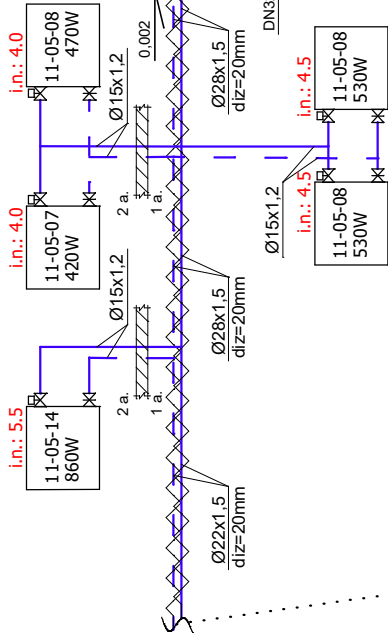 i.n.: 5.5
11-05-14
860W
i.n.: 4.0
11-05-07
420W
i.n.: 4.0
11-05-08
470W
Ø15x1,2
Ø15x1,2
2 a.
1 a.
2 a.
1 a.
0,002
Ø22x1,5
diz=20mm
Ø28x1,5
diz=20mm
Ø28x1,5
diz=20mm
Ø15x1,2
i.n.: 4.5
11-05-08
530W
i.n.: 4.5
11-05-08
530W